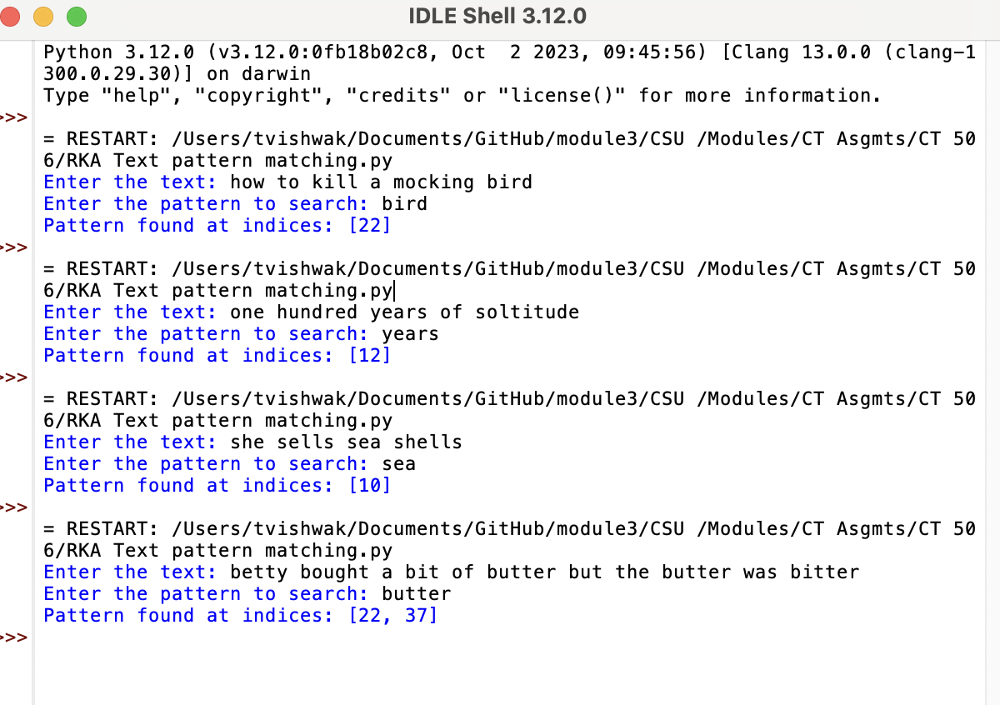 IDLE Shell 3.12.0
Python 3.12.0 (v3.12.0:0fb18b02c8, Oct  2 2023, 09:45:56) [Clang 13.0.0 (clang-1
300.0.29.30)] on darwin
Type "help", "copyright", "credits" or "license()" for more information.
>>>
= RESTART: /Users/tvishwak/Documents/GitHub/module3/CSU /Modules/CT Asgmts/CT 50
6/RKA Text pattern matching.py
Enter the text: how to kill a mocking bird
Enter the pattern to search: bird
Pattern found at indices: [22]
>>>
= RESTART: /Users/tvishwak/Documents/GitHub/module3/CSU /Modules/CT Asgmts/CT 50
6/RKA Text pattern matching.py
Enter the text: one hundred years of soltitude
Enter the pattern to search: years
Pattern found at indices: [12]
>>>
= RESTART: /Users/tvishwak/Documents/GitHub/module3/CSU /Modules/CT Asgmts/CT 50
6/RKA Text pattern matching.py
Enter the text: she sells sea shells
Enter the pattern to search: sea
Pattern found at indices: [10]
>>>
= RESTART: /Users/tvishwak/Documents/GitHub/module3/CSU /Modules/CT Asgmts/CT 50
6/RKA Text pattern matching.py
Enter the text: betty bought a bit of butter but the butter was bitter
Enter the pattern to search: butter
Pattern found at indices: [22, 37]
>>>